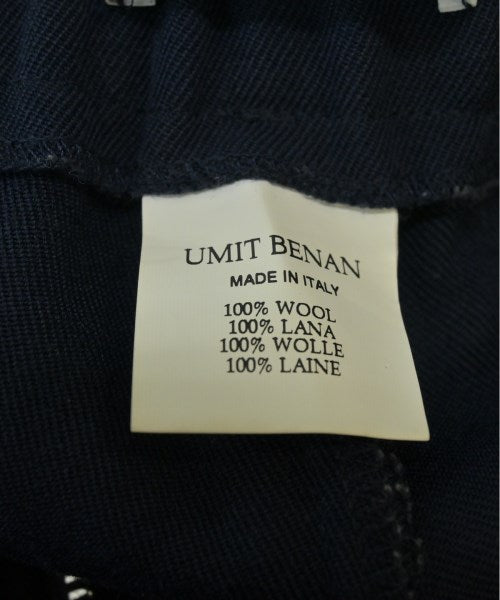 UMIT BENAN
MADE IN ITALY
100% WOOL
100% LANA
100% WOLLE
100% LAINE